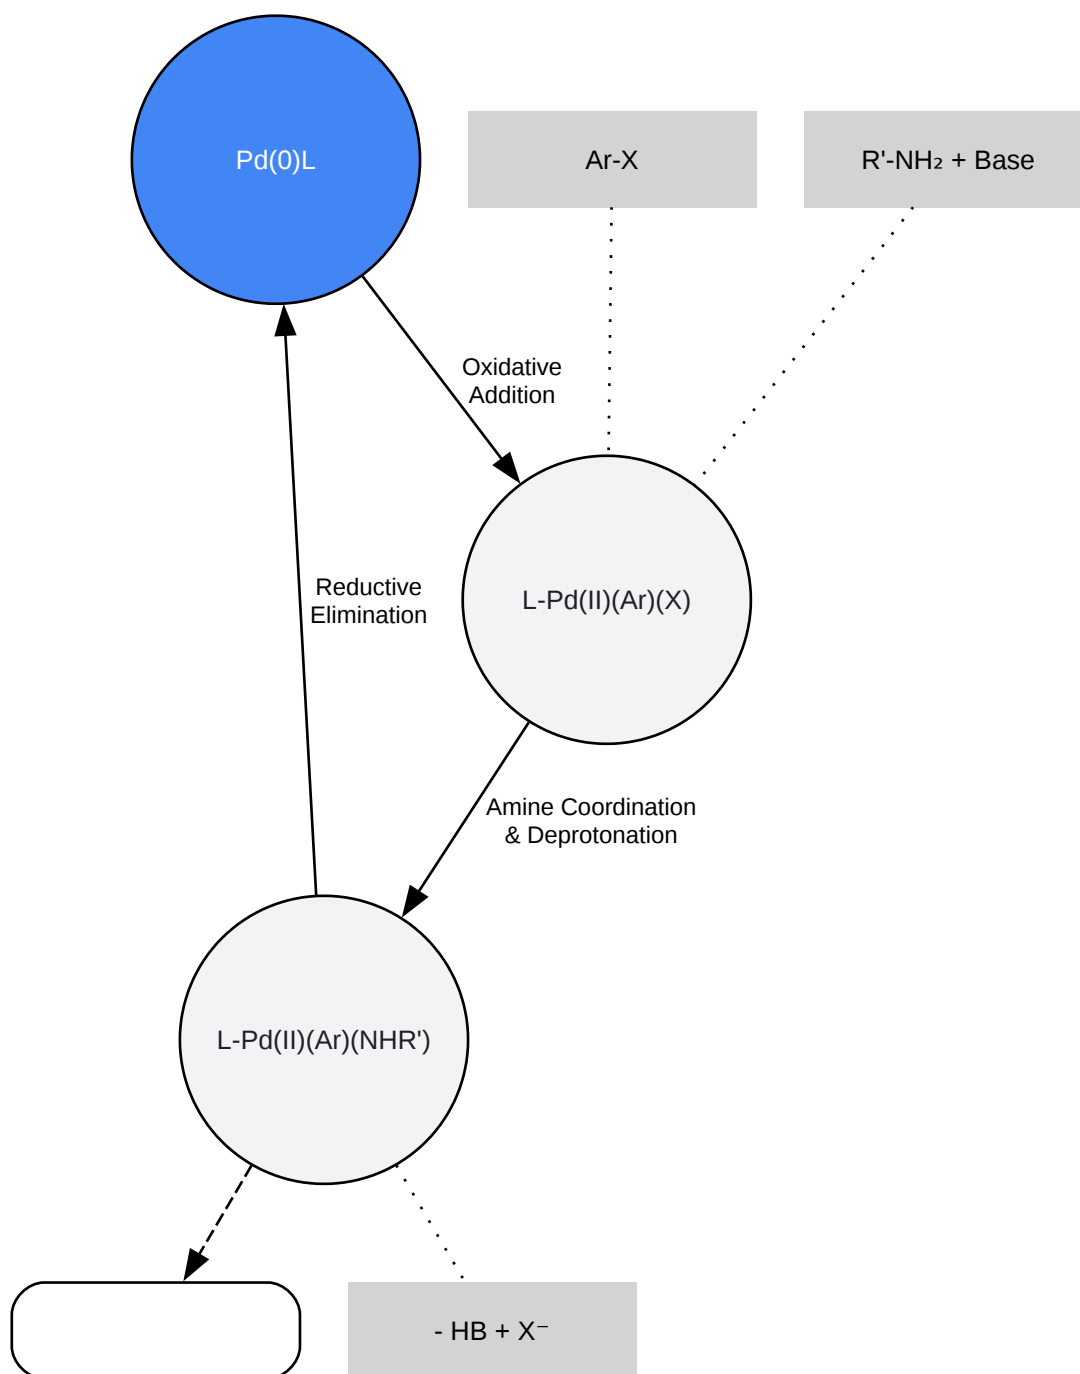 Pd(0)L
Ar-X
R'-NH₂ + Base
Oxidative
Addition
Reductive
Elimination
L-Pd(II)(Ar)(X)
Amine Coordination
& Deprotonation
L-Pd(II)(Ar)(NHR')
- HB + X⁻